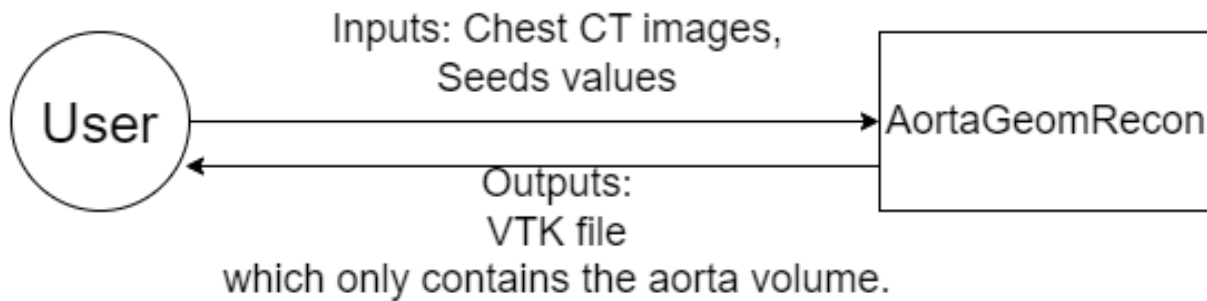 Inputs: Chest CT images,
Seeds values
User
AortaGeomRecon
Outputs:
VTK file
which only contains the aorta volume.